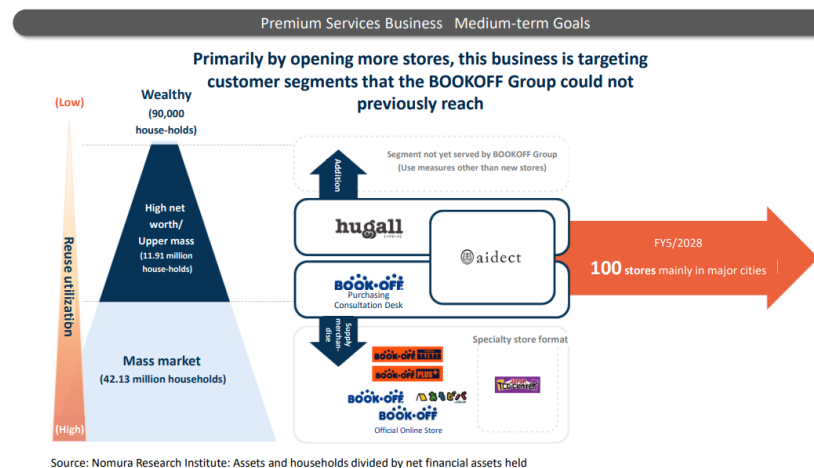 Premium Services Business Medium-term Goals
Primarily by opening more stores, this business is targeting
customer segments that the BOOKOFF Group could not
previously reach
(Low)
Wealthy
(90,000
house-holds)
Reuse utilization
High net
worth/
Upper mass
(11.91 million
house-holds)
Mass market
(42.13 million households)
(High)
Addition
Segment not yet served by BOOKOFF Group
(Use measures other than new stores)
hugall
aidect
BOOK•OFF
Purchasing
Consultation Desk
FY5/2028
100 stores mainly in major cities
Supply
merchan-
dise
Specialty store format
BOOK•OFF
BOOK•OFF PLUS+
BOOK•OFF
BOOK•OFF
Official Online Store
Source: Nomura Research Institute: Assets and households divided by net financial assets held